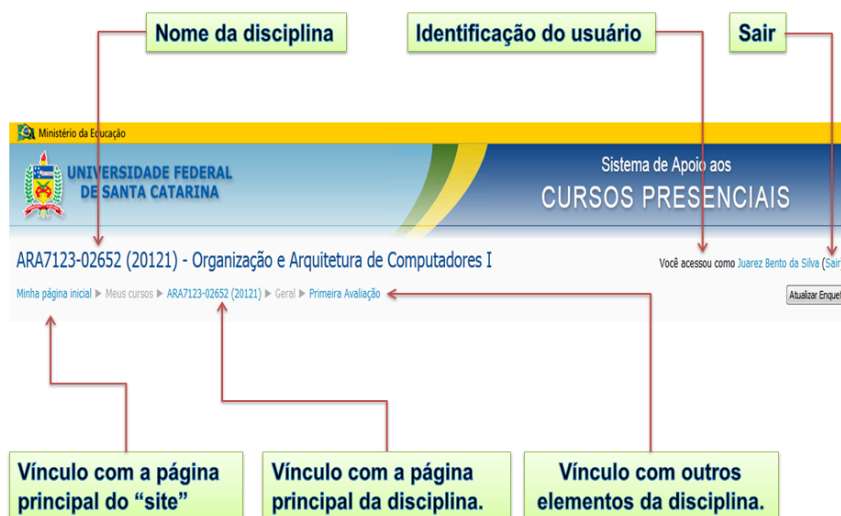 Nome da disciplina
Identificação do usuário
Sair
Ministério da Educação
UNIVERSIDADE FEDERAL
DE SANTA CATARINA
Sistema de Apoio aos
CURSOS PRESENCIAIS
ARA7123-02652 (20121) - Organização e Arquitetura de Computadores I
Você acessou como Juarez Bento da Silva (Sair)
Minha página inicial ▶ Meus cursos ▶ ARA7123-02652 (20121) ▶ Geral ▶ Primeira Avaliação
Atualizar Enquet
Vínculo com a página
principal do “site”
Vínculo com a página
principal da disciplina.
Vínculo com outros
elementos da disciplina.